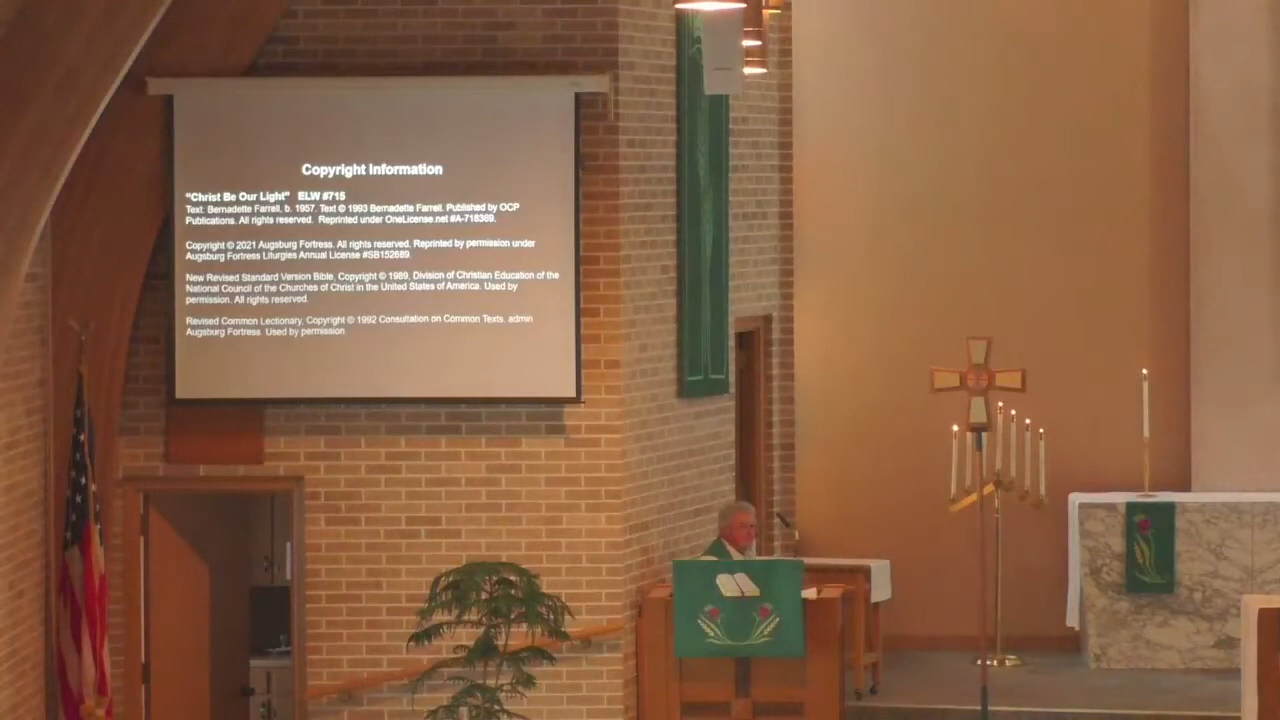 Copyright Information
"Christ Be Our Light" ELW #715
Text: Bernadette Farrell, b. 1957. Text © 1993 Bernadette Farrell. Published by OCP
Publications. All rights reserved. Reprinted under OneLicense.net #A-718369.
Copyright © 2021 Augsburg Fortress. All rights reserved. Reprinted by permission under
Augsburg Fortress Liturgies Annual License #SB152689.
New Revised Standard Version Bible, Copyright © 1989, Division of Christian Education of the
National Council of the Churches of Christ in the United States of America. Used by
permission. All rights reserved.
Revised Common Lectionary, Copyright © 1992 Consultation on Common Texts, admin
Augsburg Fortress. Used by permission.